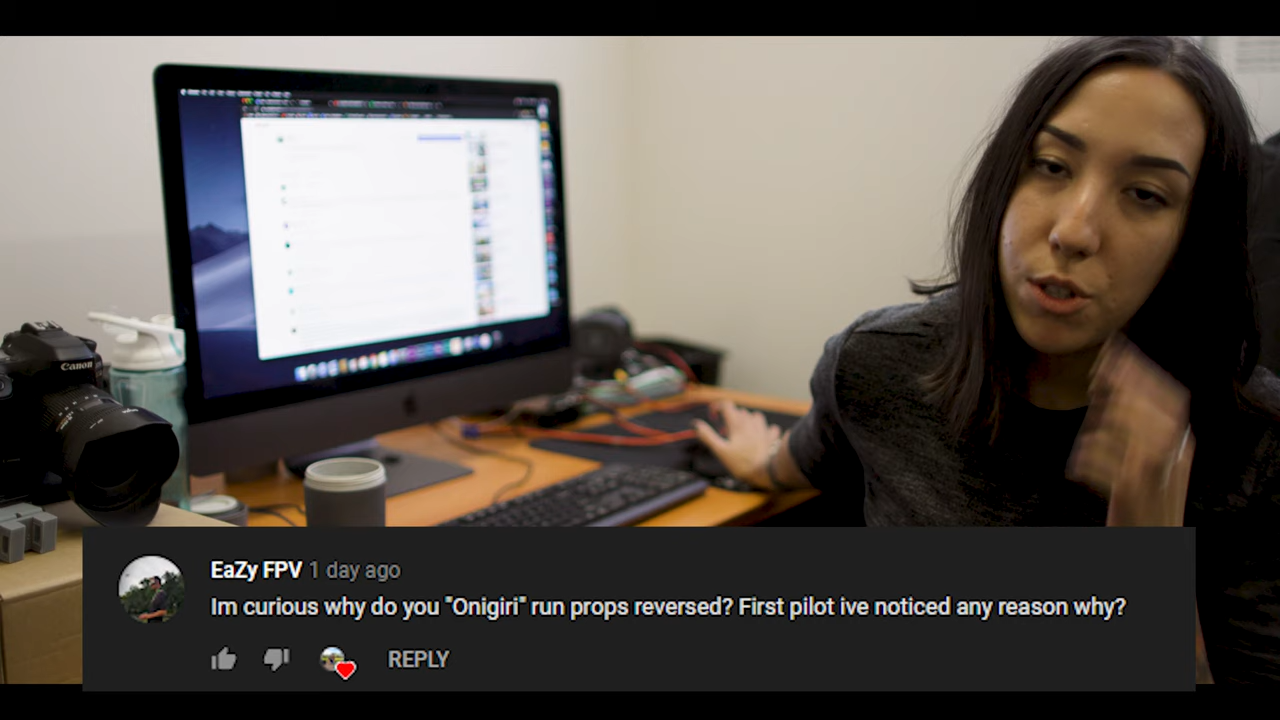 Canon
EaZy FPV 1 day ago
Im curious why do you "Onigiri" run props reversed? First pilot ive noticed any reason why?
REPLY